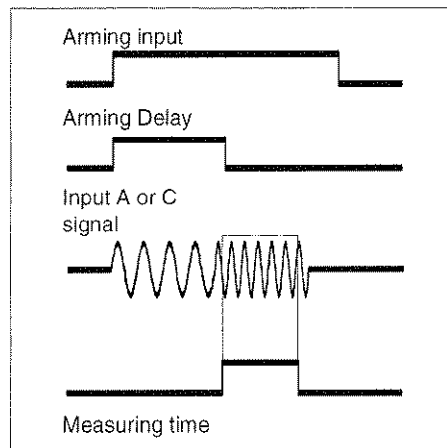 Arming input
Arming Delay
Input A or C
signal
Measuring time